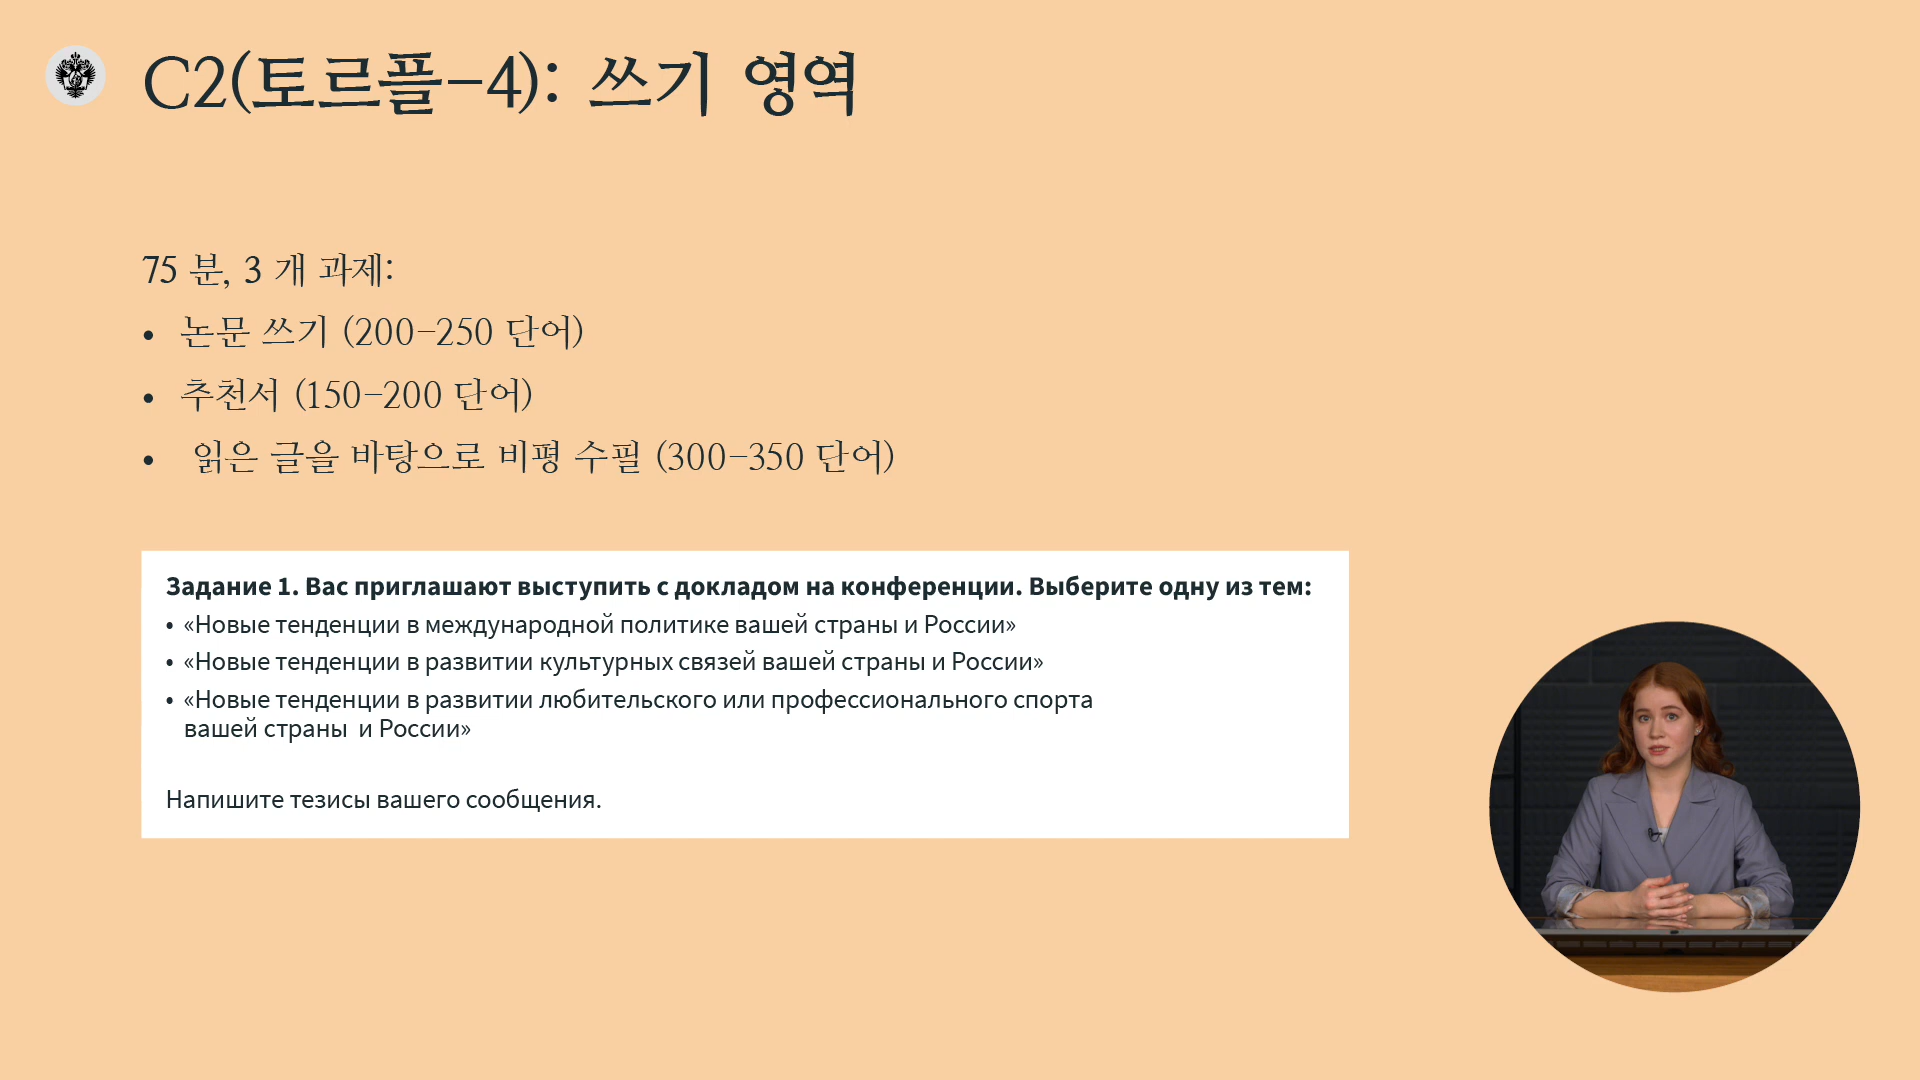 C2(토르플-4): 쓰기 영역
75 분, 3 개 과제:
• 논문 쓰기 (200-250 단어)
• 추천서 (150-200 단어)
• 읽은 글을 바탕으로 비평 수필 (300-350 단어)
Задание 1. Вас приглашают выступить с докладом на конференции. Выберите одну из тем:
• «Новые тенденции в международной политике вашей страны и России»
• «Новые тенденции в развитии культурных связей вашей страны и России»
• «Новые тенденции в развитии любительского или профессионального спорта
вашей страны и России»
Напишите тезисы вашего сообщения.